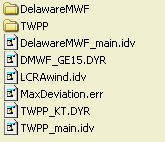 DelawareMWF
TWPP
DelawareMWF_main.idv
DMWF_GE15.DYR
LCRAwind.idv
MaxDeviation.err
TWPP_KT.DYR
TWPP_main.idv